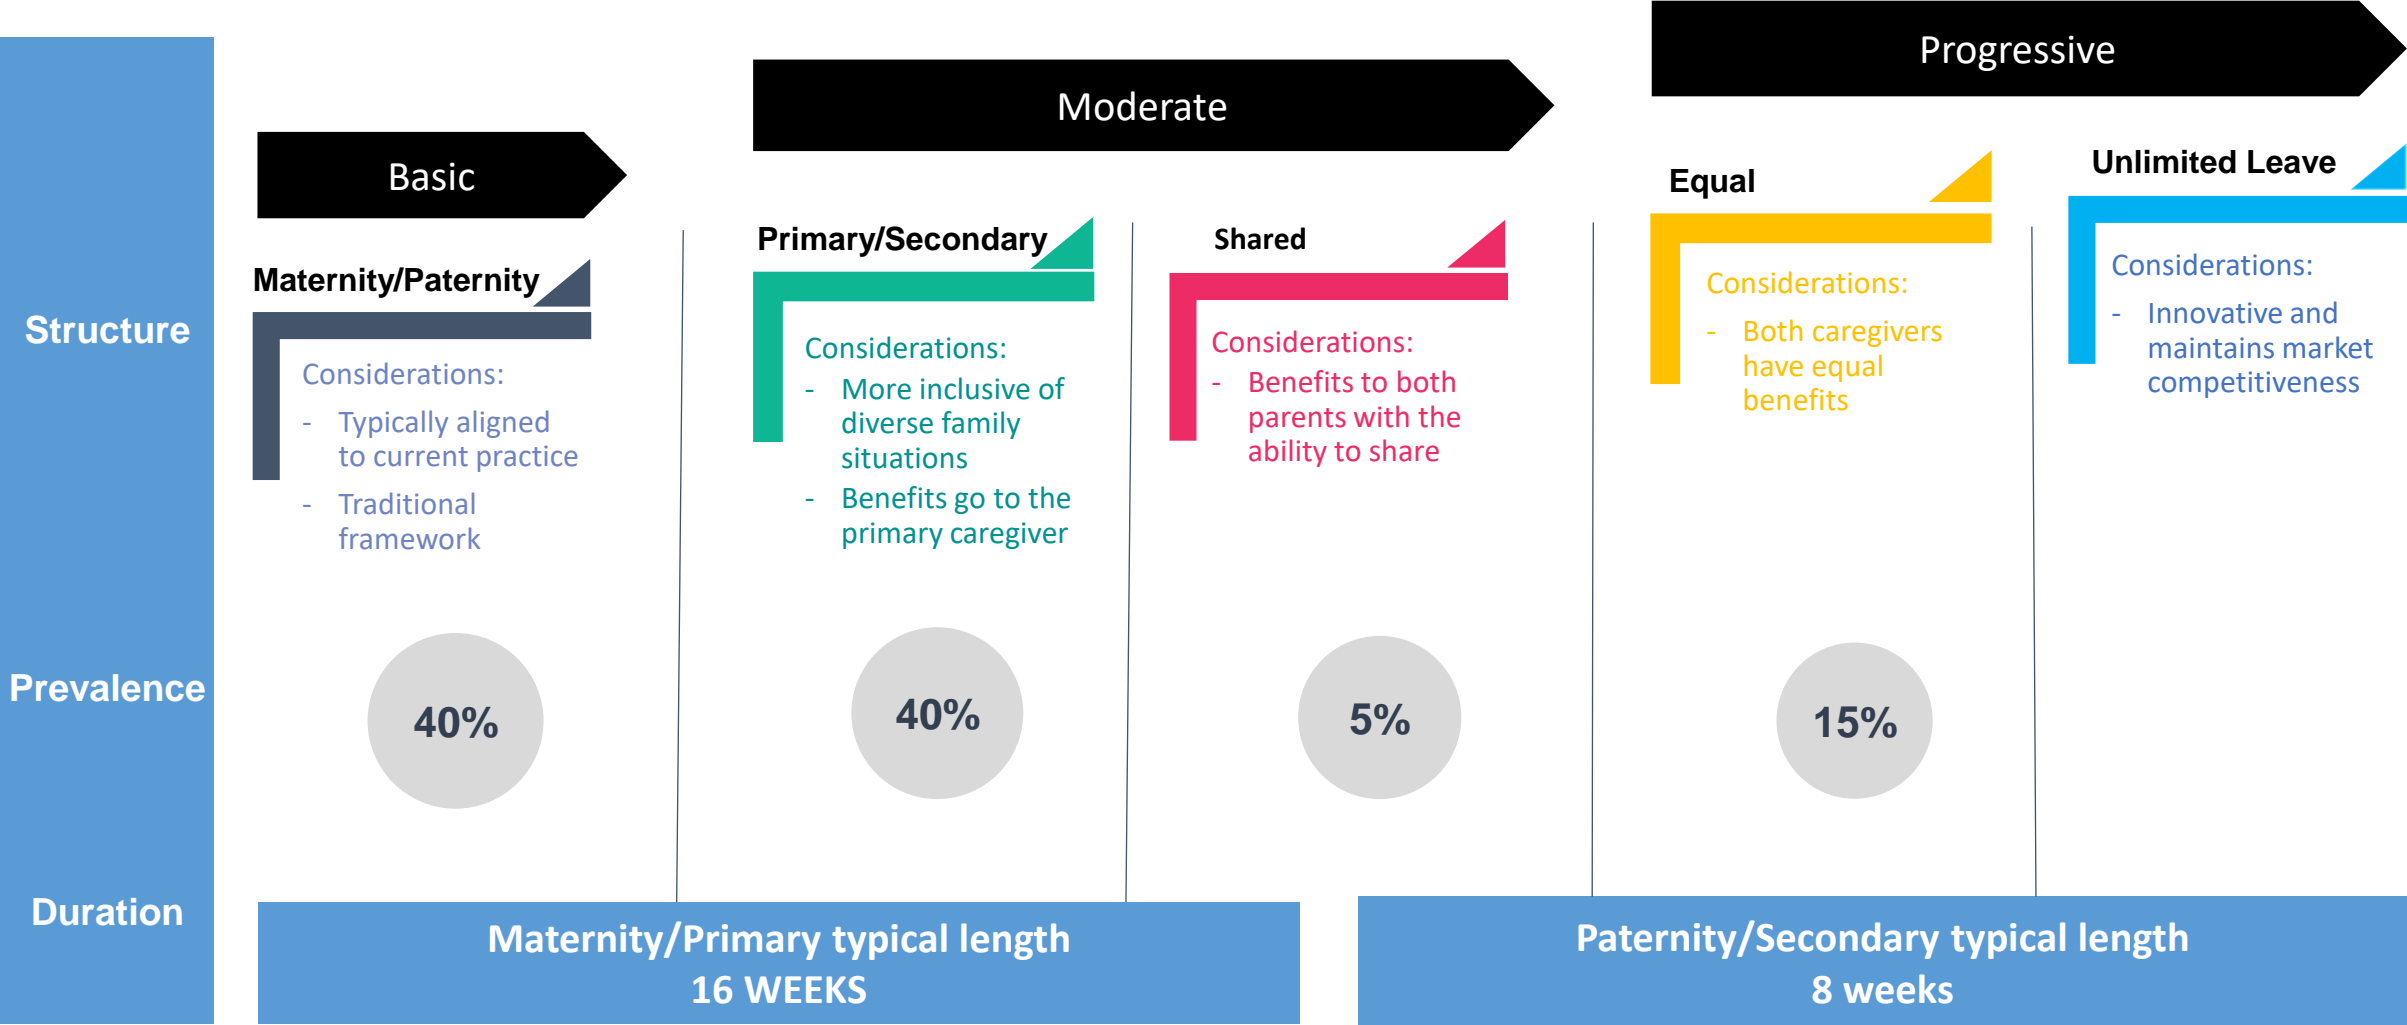 Progressive
Moderate
Basic
Structure
Maternity/Paternity
Considerations:
- Typically aligned
to current practice
- Traditional
framework
Primary/Secondary
Considerations:
- More inclusive of
diverse family
situations
- Benefits go to the
primary caregiver
Shared
Considerations:
- Benefits to both
parents with the
ability to share
Equal
Considerations:
- Both caregivers
have equal
benefits
Unlimited Leave
Considerations:
- Innovative and
maintains market
competitiveness
Prevalence
40%
40%
5%
15%
Duration
Maternity/Primary typical length
16 WEEKS
Paternity/Secondary typical length
8 weeks